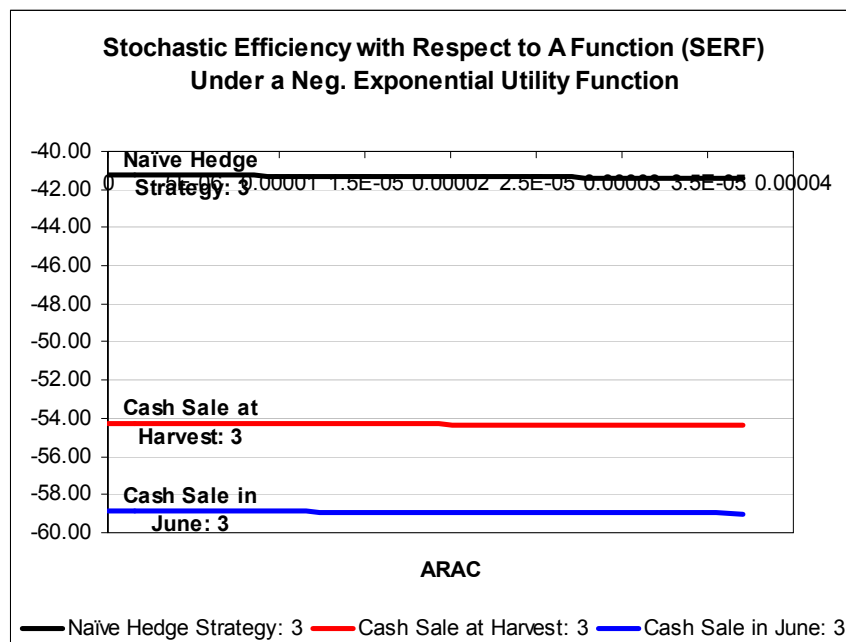 Stochastic Efficiency with Respect to A Function (SERF)
Under a Neg. Exponential Utility Function
-40.00
-42.00
-44.00
-46.00
-48.00
-50.00
-52.00
-54.00
-56.00
-58.00
-60.00
0 5E-06 0.00001 1.5E-05 0.00002 2.5E-05 0.00003 3.5E-05 0.00004
Naïve Hedge
Strategy: 3
Cash Sale at
Harvest: 3
Cash Sale in
June: 3
ARAC
Naïve Hedge Strategy: 3 Cash Sale at Harvest: 3 Cash Sale in June: 3